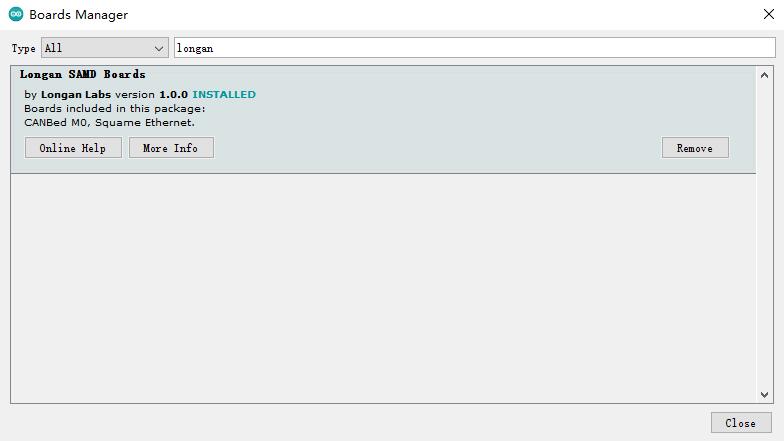 Boards Manager
Type All longan
Longan SAMD Boards
by Longan Labs version 1.0.0 INSTALLED
Boards included in this package:
CANBed M0, Squame Ethernet.
Online Help More Info Remove
Close